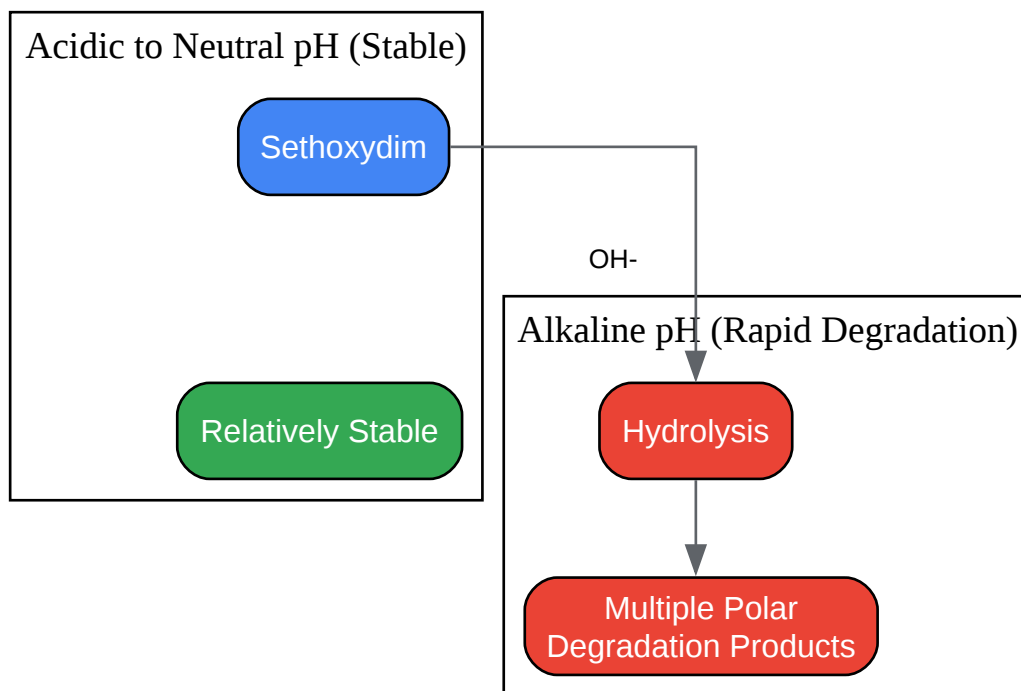 Acidic to Neutral pH (Stable)
Sethoxydim
OH-
Alkaline pH (Rapid Degradation)
Relatively Stable
Hydrolysis
Multiple Polar
Degradation Products